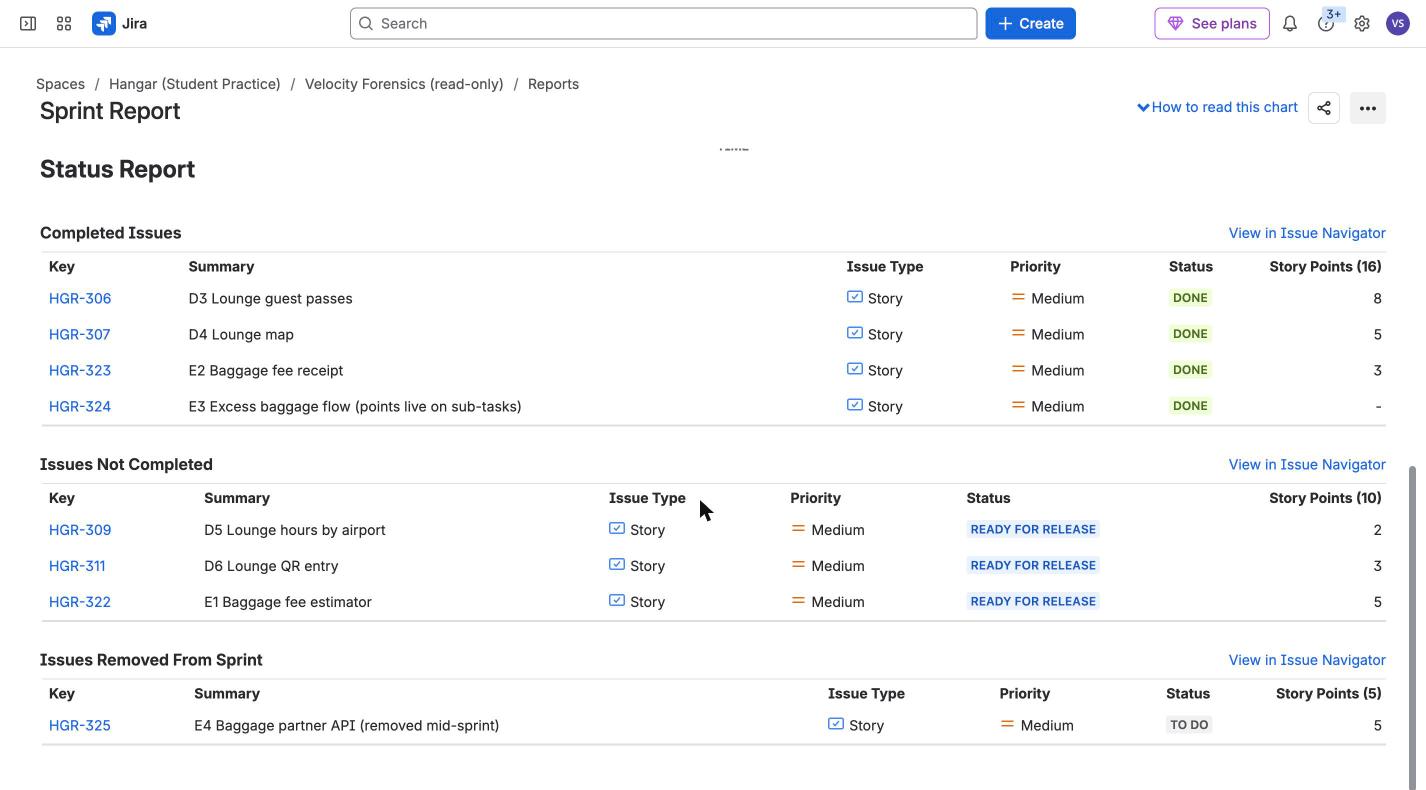 Jira
Search
Create
See plans
3+
VS
Spaces / Hangar (Student Practice) / Velocity Forensics (read-only) / Reports
Sprint Report
How to read this chart
Status Report
Completed Issues
View in Issue Navigator
Key Summary Issue Type Priority Status Story Points (16)
HGR-306 D3 Lounge guest passes Story Medium DONE 8
HGR-307 D4 Lounge map Story Medium DONE 5
HGR-323 E2 Baggage fee receipt Story Medium DONE 3
HGR-324 E3 Excess baggage flow (points live on sub-tasks) Story Medium DONE -
Issues Not Completed
View in Issue Navigator
Key Summary Issue Type Priority Status Story Points (10)
HGR-309 D5 Lounge hours by airport Story Medium READY FOR RELEASE 2
HGR-311 D6 Lounge QR entry Story Medium READY FOR RELEASE 3
HGR-322 E1 Baggage fee estimator Story Medium READY FOR RELEASE 5
Issues Removed From Sprint
View in Issue Navigator
Key Summary Issue Type Priority Status Story Points (5)
HGR-325 E4 Baggage partner API (removed mid-sprint) Story Medium TO DO 5